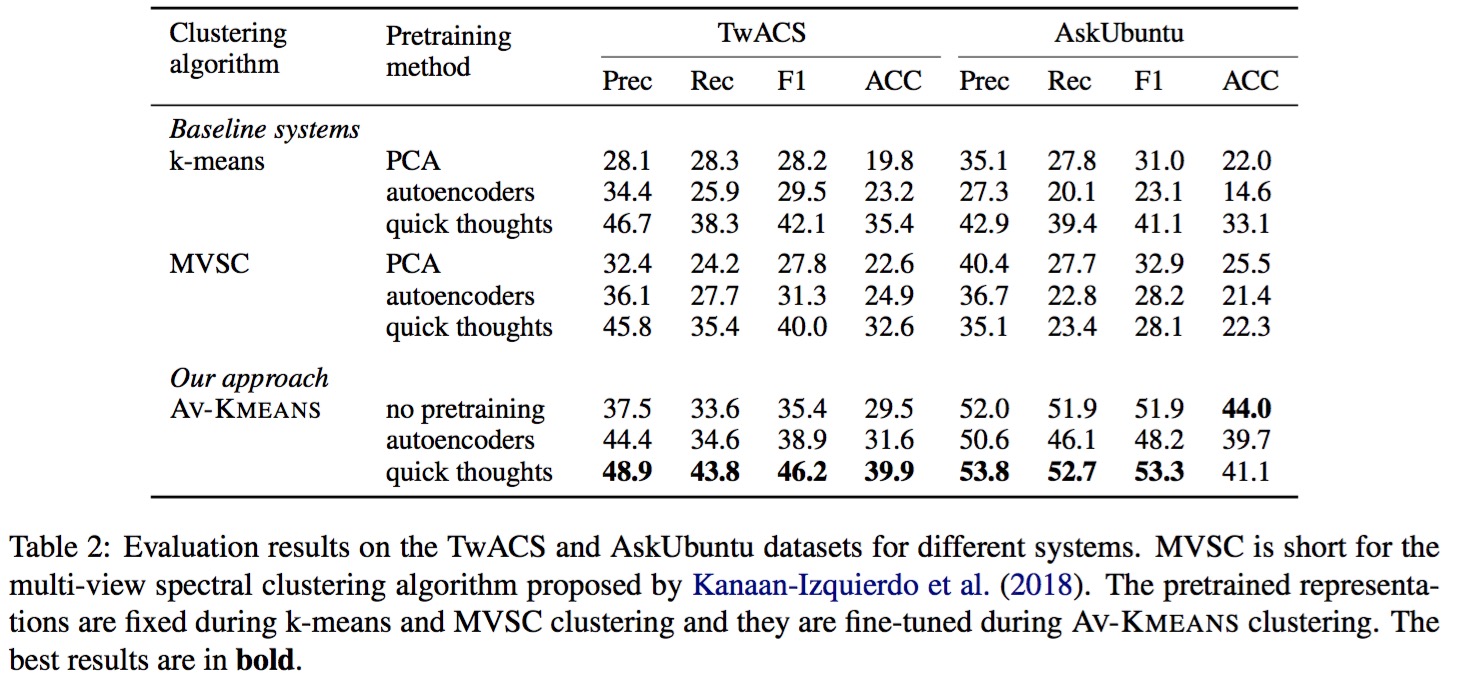 Clustering algorithm Pretraining method TwACS AskUbuntu
Prec Rec F1 ACC Prec Rec F1 ACC
Baseline systems
k-means PCA 28.1 28.3 28.2 19.8 35.1 27.8 31.0 22.0
autoencoders 34.4 25.9 29.5 23.2 27.3 20.1 23.1 14.6
quick thoughts 46.7 38.3 42.1 35.4 42.9 39.4 41.1 33.1
MVSC PCA 32.4 24.2 27.8 22.6 40.4 27.7 32.9 25.5
autoencoders 36.1 27.7 31.3 24.9 36.7 22.8 28.2 21.4
quick thoughts 45.8 35.4 40.0 32.6 35.1 23.4 28.1 22.3
Our approach
AV-KMEANS no pretraining 37.5 33.6 35.4 29.5 52.0 51.9 51.9 44.0
autoencoders 44.4 34.6 38.9 31.6 50.6 46.1 48.2 39.7
quick thoughts 48.9 43.8 46.2 39.9 53.8 52.7 53.3 41.1
Table 2: Evaluation results on the TwACS and AskUbuntu datasets for different systems. MVSC is short for the
multi-view spectral clustering algorithm proposed by Kanaan-Izquierdo et al. (2018). The pretrained representa-
tions are fixed during k-means and MVSC clustering and they are fine-tuned during AV-KMEANS clustering. The
best results are in bold.